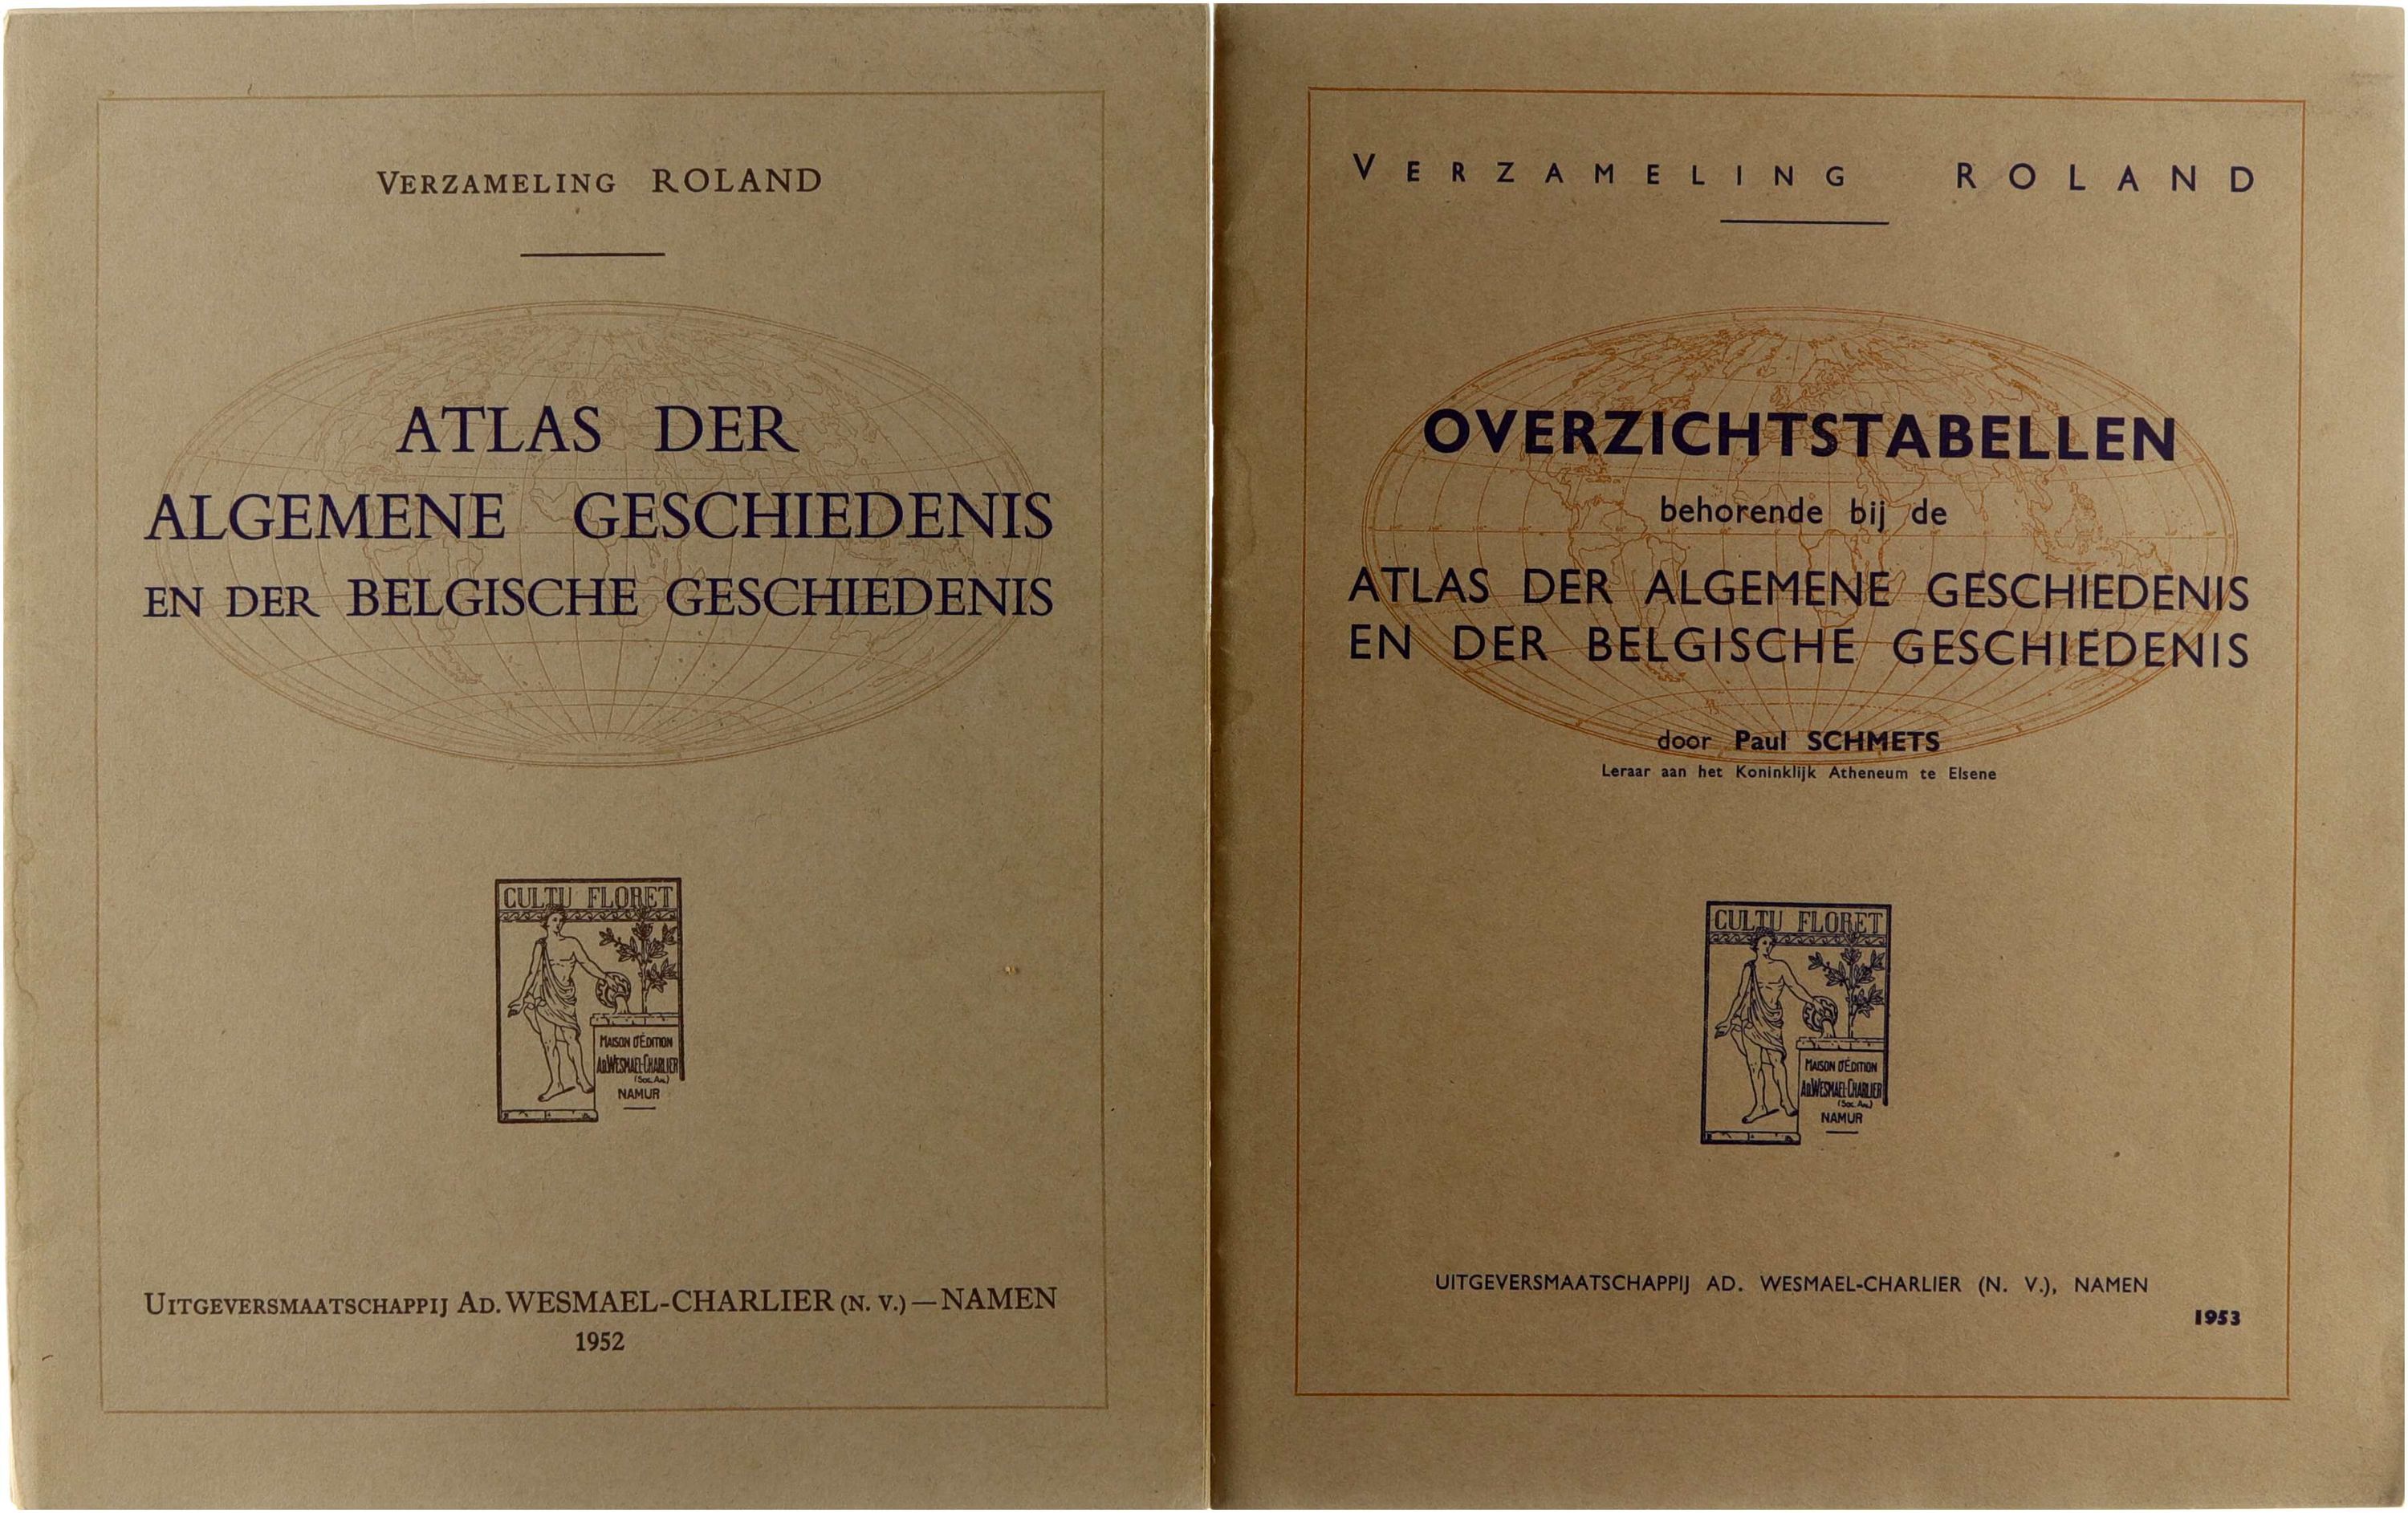 VERZAMELING ROLAND
ATLAS DER
ALGEMENE GESCHIEDENIS
EN DER BELGISCHE GESCHIEDENIS
CULTU FLORET
MAISON D'ÉDITION
AD. WESMAEL-CHARLIER
(Soc. An.)
NAMUR
UITGEVERSMAATSCHAPPIJ AD. WESMAEL-CHARLIER (N. V.) — NAMEN
1952
VERZAMELING ROLAND
OVERZICHTSTABELLEN
behorende bij de
ATLAS DER ALGEMENE GESCHIEDENIS
EN DER BELGISCHE GESCHIEDENIS
door Paul SCHMETS
Leraar aan het Koninklijk Atheneum te Elsene
CULTU FLORET
MAISON D'ÉDITION
AD. WESMAEL-CHARLIER
(Soc. An.)
NAMUR
UITGEVERSMAATSCHAPPIJ AD. WESMAEL-CHARLIER (N. V.), NAMEN
1953